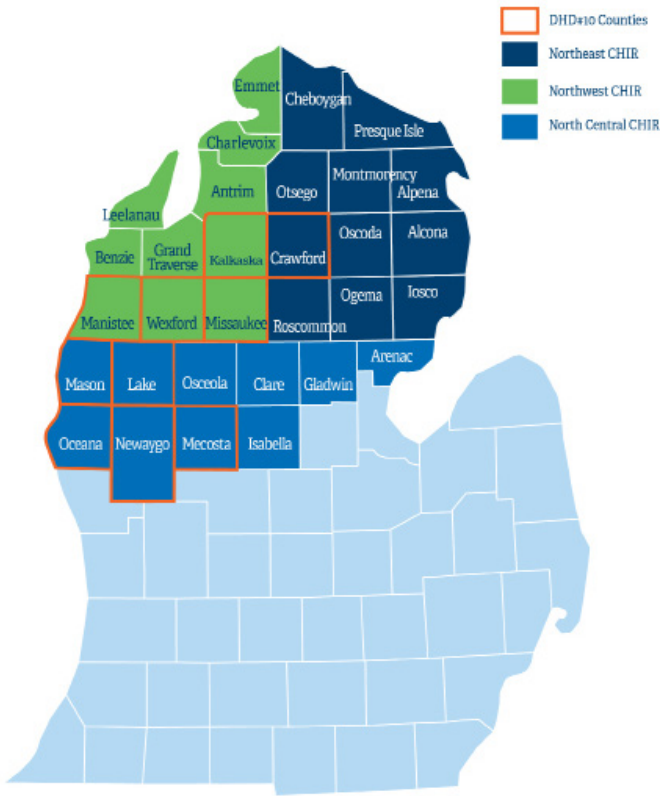 DHD#10 Counties
Northeast CHIR
Northwest CHIR
North Central CHIR
Emmet
Cheboygan
Presque Isle
Charlevoix
Antrim
Otsego
Montmorency
Alpena
Leelanau
Benzie
Grand
Traverse
Kalkaska
Crawford
Oscoda
Alcona
Manistee
Wexford
Missaukee
Roscommon
Ogema
Iosco
Mason
Lake
Osceola
Clare
Gladwin
Arenac
Oceana
Newaygo
Mecosta
Isabella